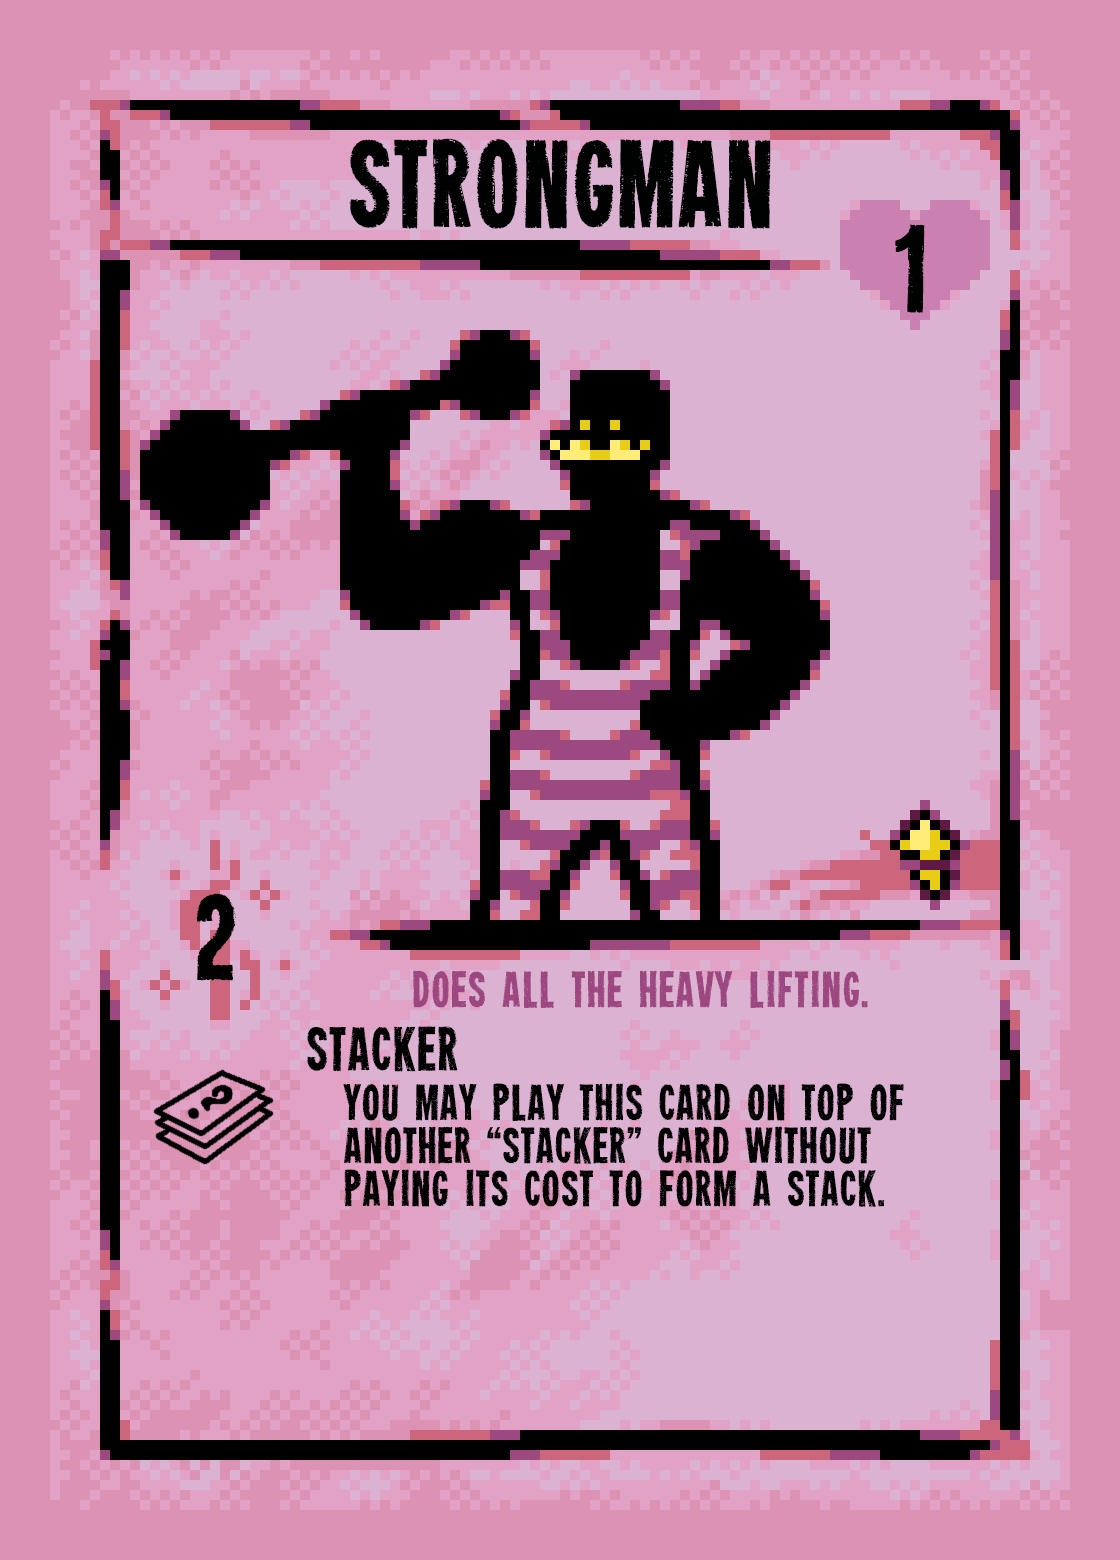 STRONGMAN
1
2
DOES ALL THE HEAVY LIFTING.
STACKER
?
YOU MAY PLAY THIS CARD ON TOP OF
ANOTHER “STACKER” CARD WITHOUT
PAYING ITS COST TO FORM A STACK.